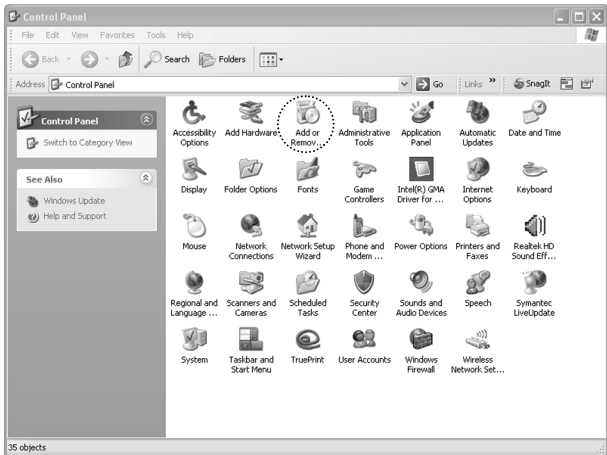 Control Panel
File Edit View Favorites Tools Help
Back Search Folders
Address Control Panel Go Links » SnagIt
Control Panel
Switch to Category View
See Also
Windows Update
Help and Support
Accessibility Options
Add Hardware
Add or Remov...
Administrative Tools
Application Panel
Automatic Updates
Date and Time
Display
Folder Options
Fonts
Game Controllers
Intel(R) GMA Driver for ...
Internet Options
Keyboard
Mouse
Network Connections
Network Setup Wizard
Phone and Modem ...
Power Options
Printers and Faxes
Realtek HD Sound Eff...
Regional and Language ...
Scanners and Cameras
Scheduled Tasks
Security Center
Sounds and Audio Devices
Speech
Symantec LiveUpdate
System
Taskbar and Start Menu
TruePrint
User Accounts
Windows Firewall
Wireless Network Set...
35 objects